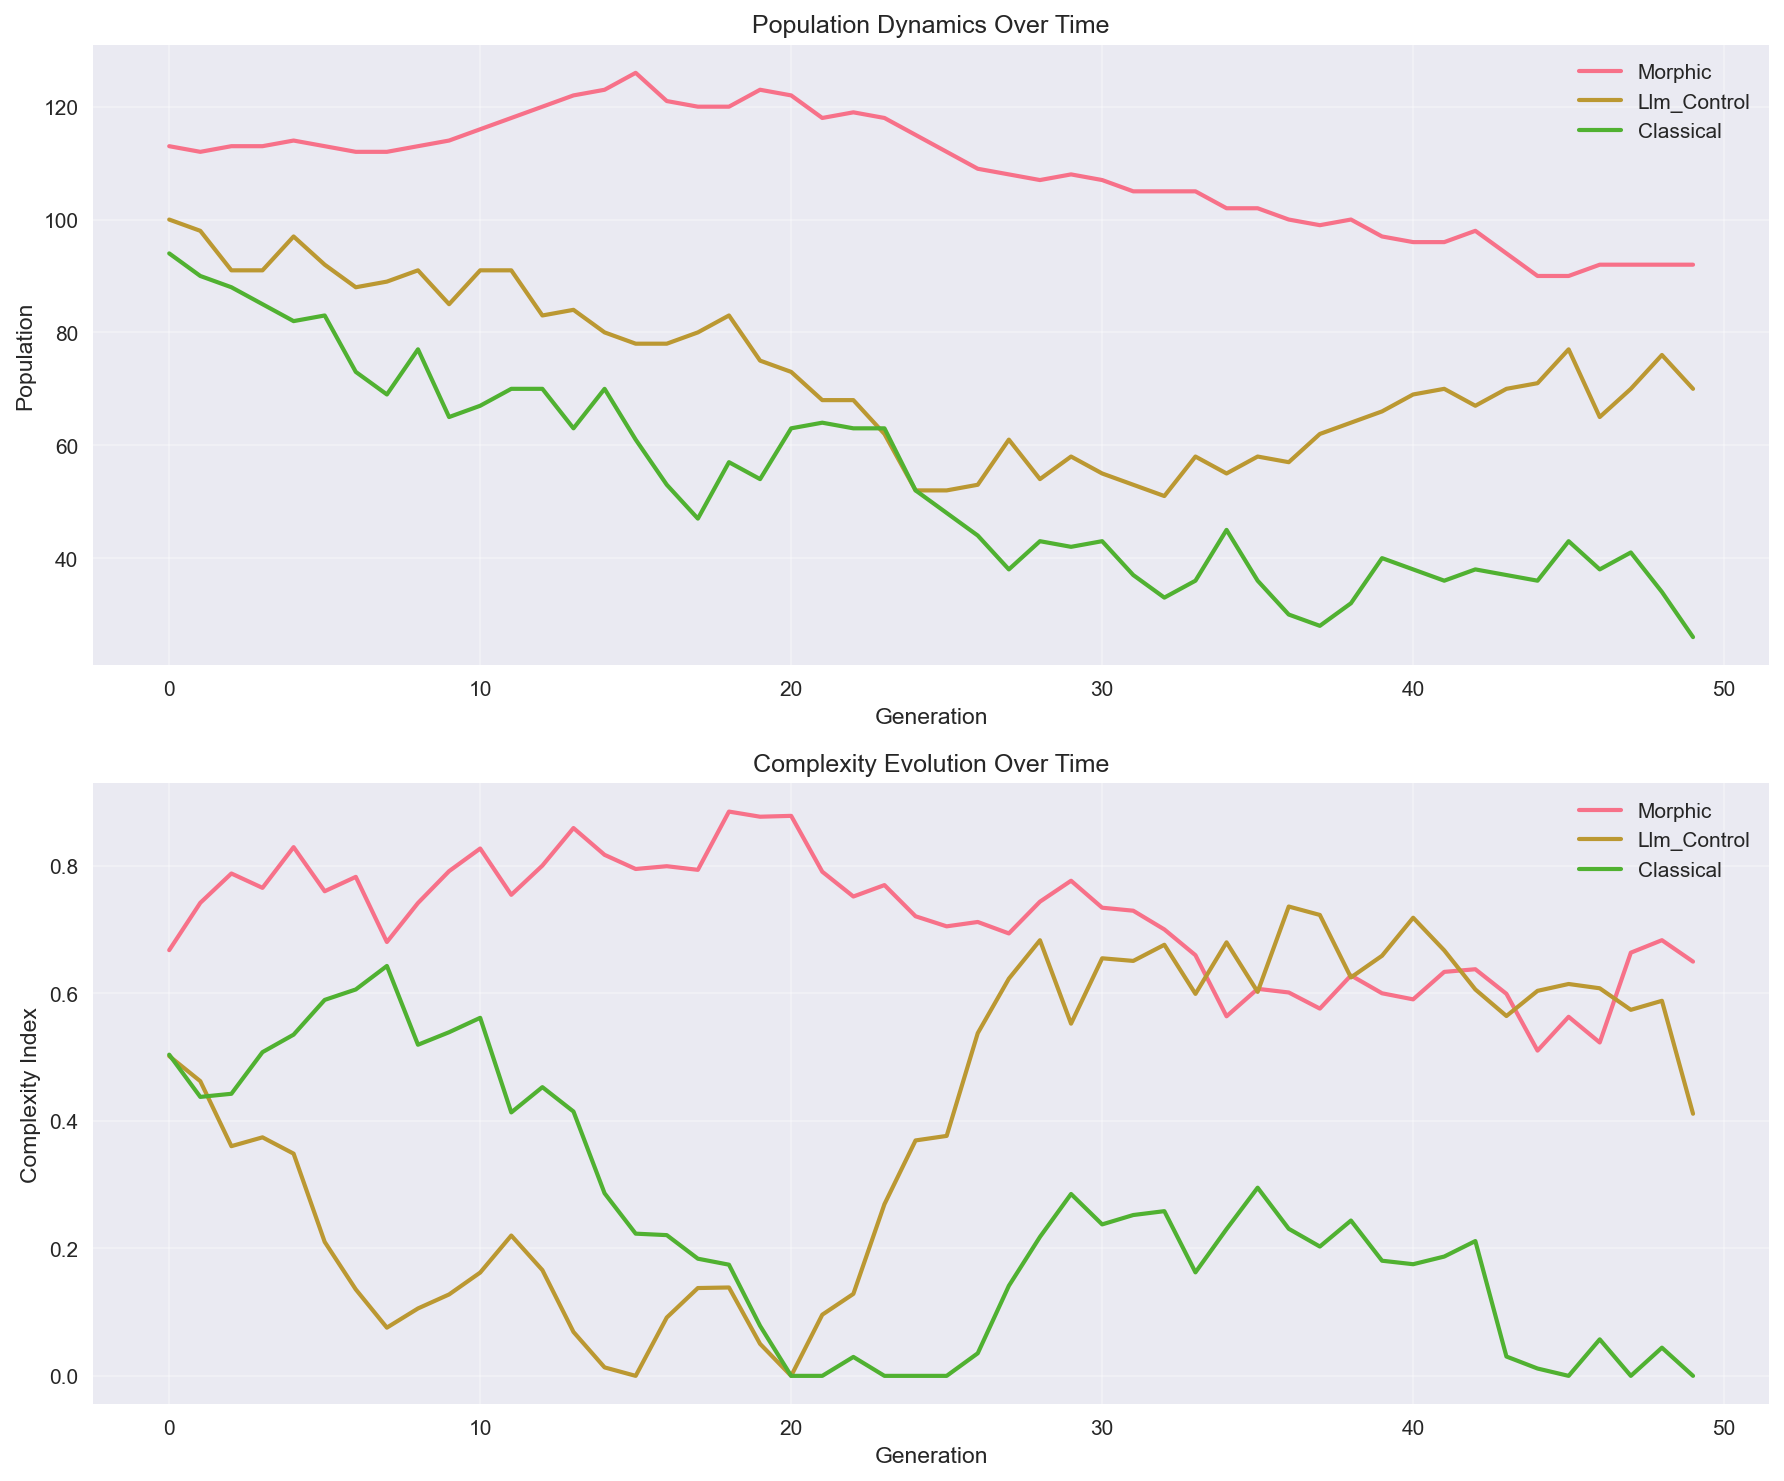 Population Dynamics Over Time
Morphic
Llm_Control
Classical
120
100
80
60
40
Population
0 10 20 30 40 50
Generation
Complexity Evolution Over Time
Morphic
Llm_Control
Classical
0.8
0.6
0.4
0.2
0.0
Complexity Index
0 10 20 30 40 50
Generation